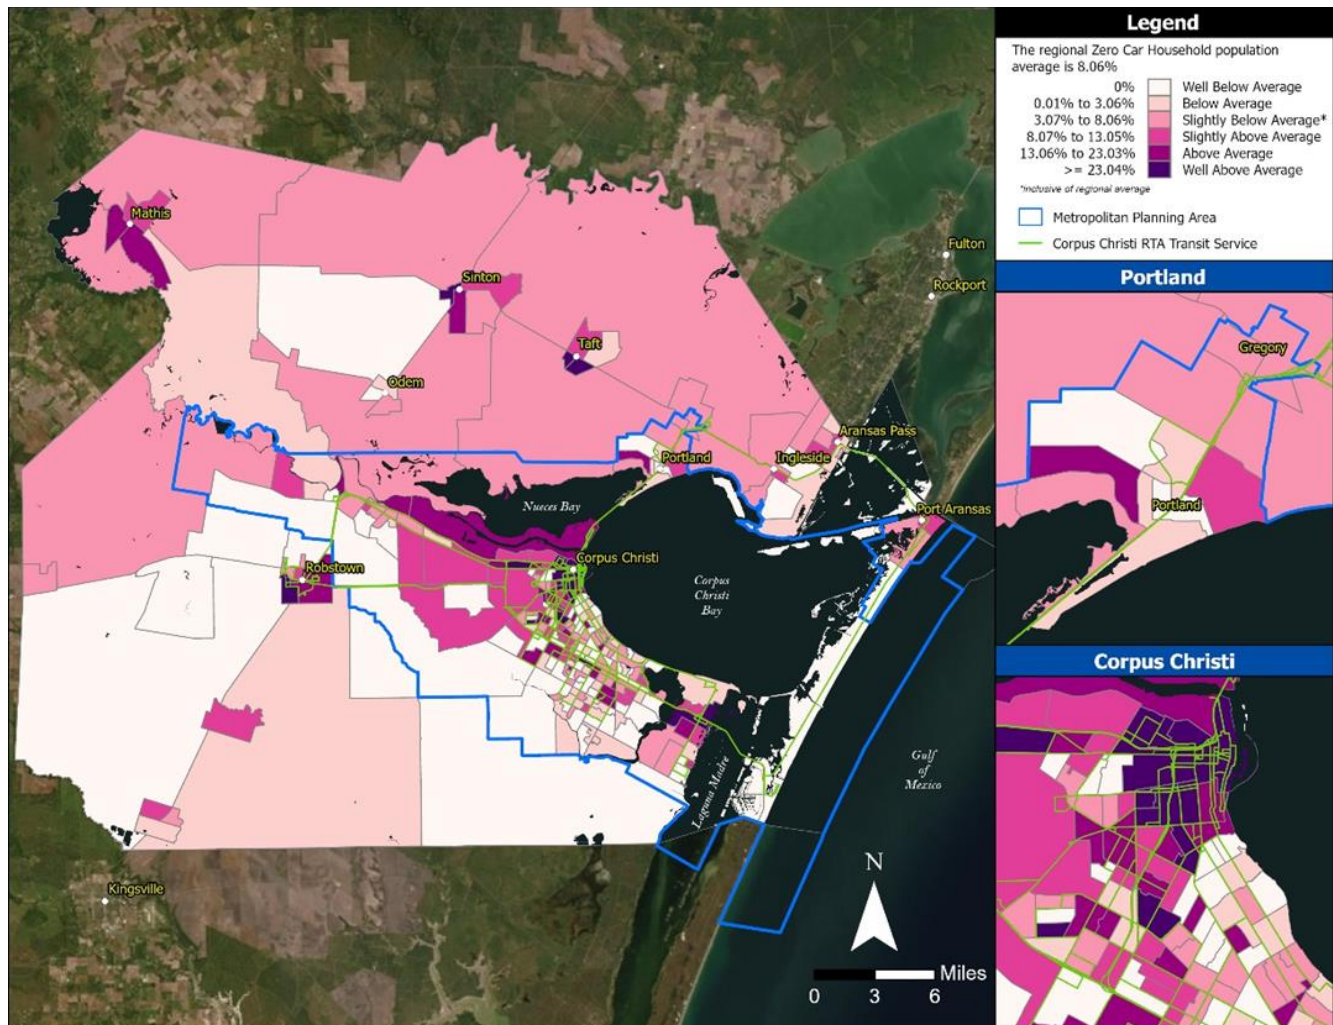 Legend
The regional Zero Car Household population
average is 8.06%
0% Well Below Average
0.01% to 3.06% Below Average
3.07% to 8.06% Slightly Below Average*
8.07% to 13.05% Slightly Above Average
13.06% to 23.03% Above Average
>= 23.04% Well Above Average
*inclusive of regional average
Metropolitan Planning Area
Corpus Christi RTA Transit Service
Portland
Gregory
Portland
Corpus Christi
Mathis
Sinton
Fulton
Rockport
Taft
Odem
Aransas Pass
Portland
Ingleside
Nueces Bay
Port Aransas
Robstown
Corpus Christi
Corpus
Christi
Bay
Gulf
of
Mexico
Laguna Madre
Kingsville
N
Miles
0 3 6